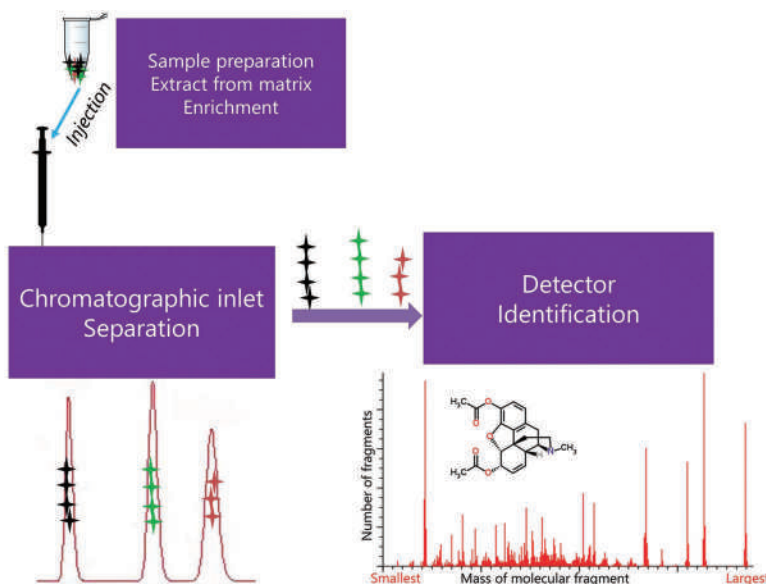 Sample preparation
Extract from matrix
Enrichment
Injection
Chromatographic inlet
Separation
Detector
Identification
Number of fragments
H₃C
O
O
O
N
CH₃
H
O
H₃C
O
Smallest
Mass of molecular fragment
Largest